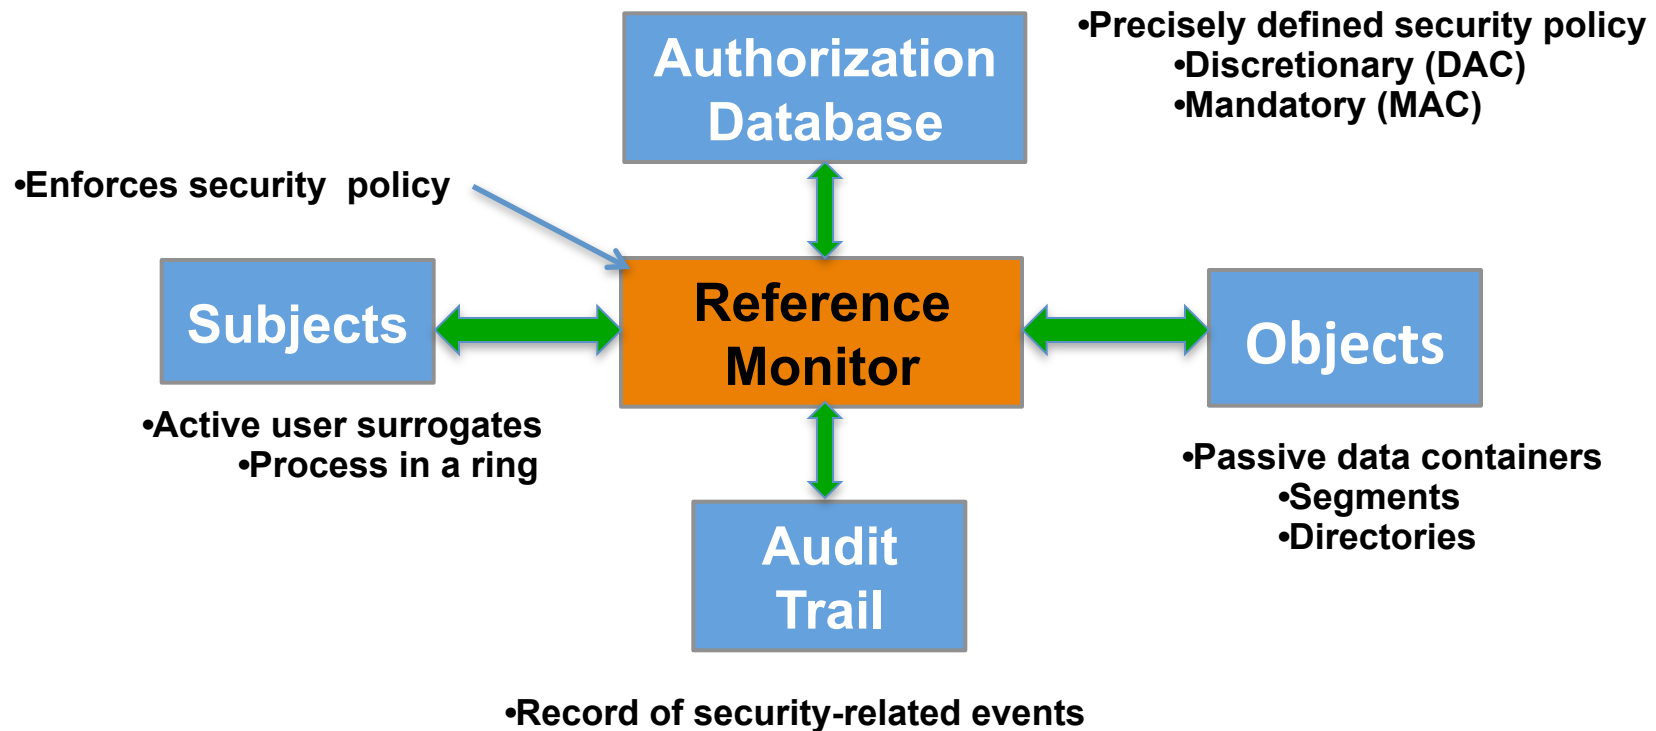 Authorization
Database
•Precisely defined security policy
•Discretionary (DAC)
•Mandatory (MAC)
•Enforces security  policy
Subjects
Reference
Monitor
Objects
•Active user surrogates
•Process in a ring
•Passive data containers
•Segments
•Directories
Audit
Trail
•Record of security-related events